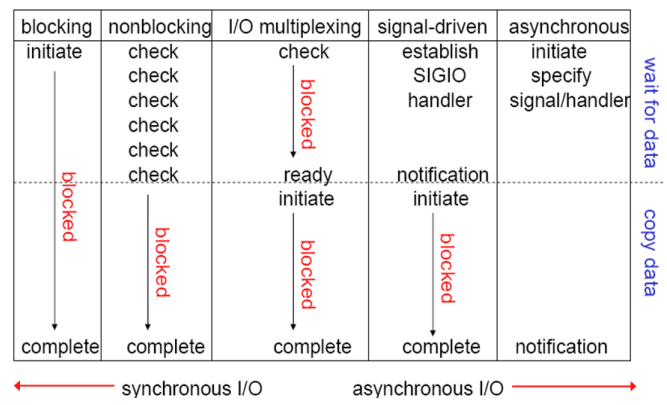 blocking nonblocking I/O multiplexing signal-driven asynchronous
initiate check check establish initiate
check SIGIO specify
check handler signal/handler
check
check
check ready notification
initiate initiate
blocked
blocked
blocked
blocked
blocked
complete complete complete complete notification
wait for data
copy data
synchronous I/O asynchronous I/O